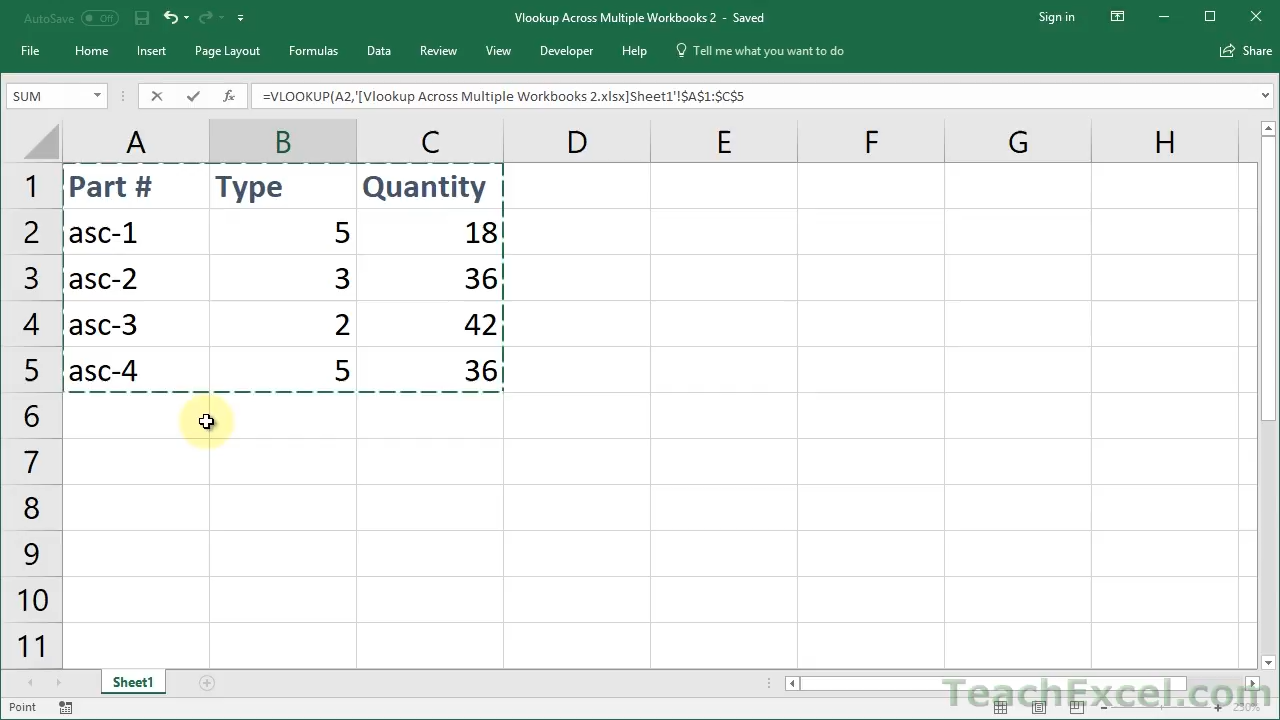 AutoSave Off Vlookup Across Multiple Workbooks 2 - Saved Sign in
File Home Insert Page Layout Formulas Data Review View Developer Help Tell me what you want to do Share
SUM fx =VLOOKUP(A2,'[Vlookup Across Multiple Workbooks 2.xlsx]Sheet1'!$A$1:$C$5
A B C D E F G H
1 Part # Type Quantity
2 asc-1 5 18
3 asc-2 3 36
4 asc-3 2 42
5 asc-4 5 36
6
7
8
9
10
11
Sheet1
TeachExcel.com
Point 230%